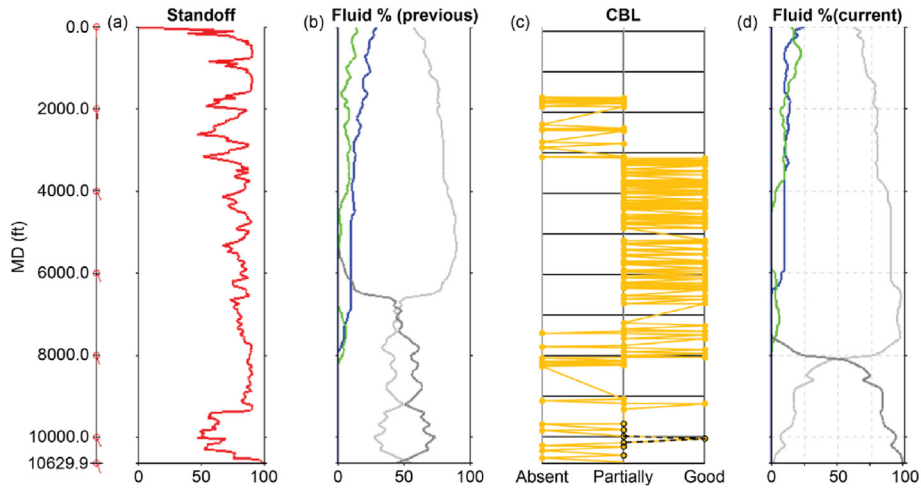 (a) Standoff (b) Fluid % (previous) (c) CBL (d) Fluid %(current)
0.0
2000.0
4000.0
6000.0
8000.0
10000.0
10629.9
MD (ft)
Absent Partially Good
0 50 100 0 50 100 0 50 100